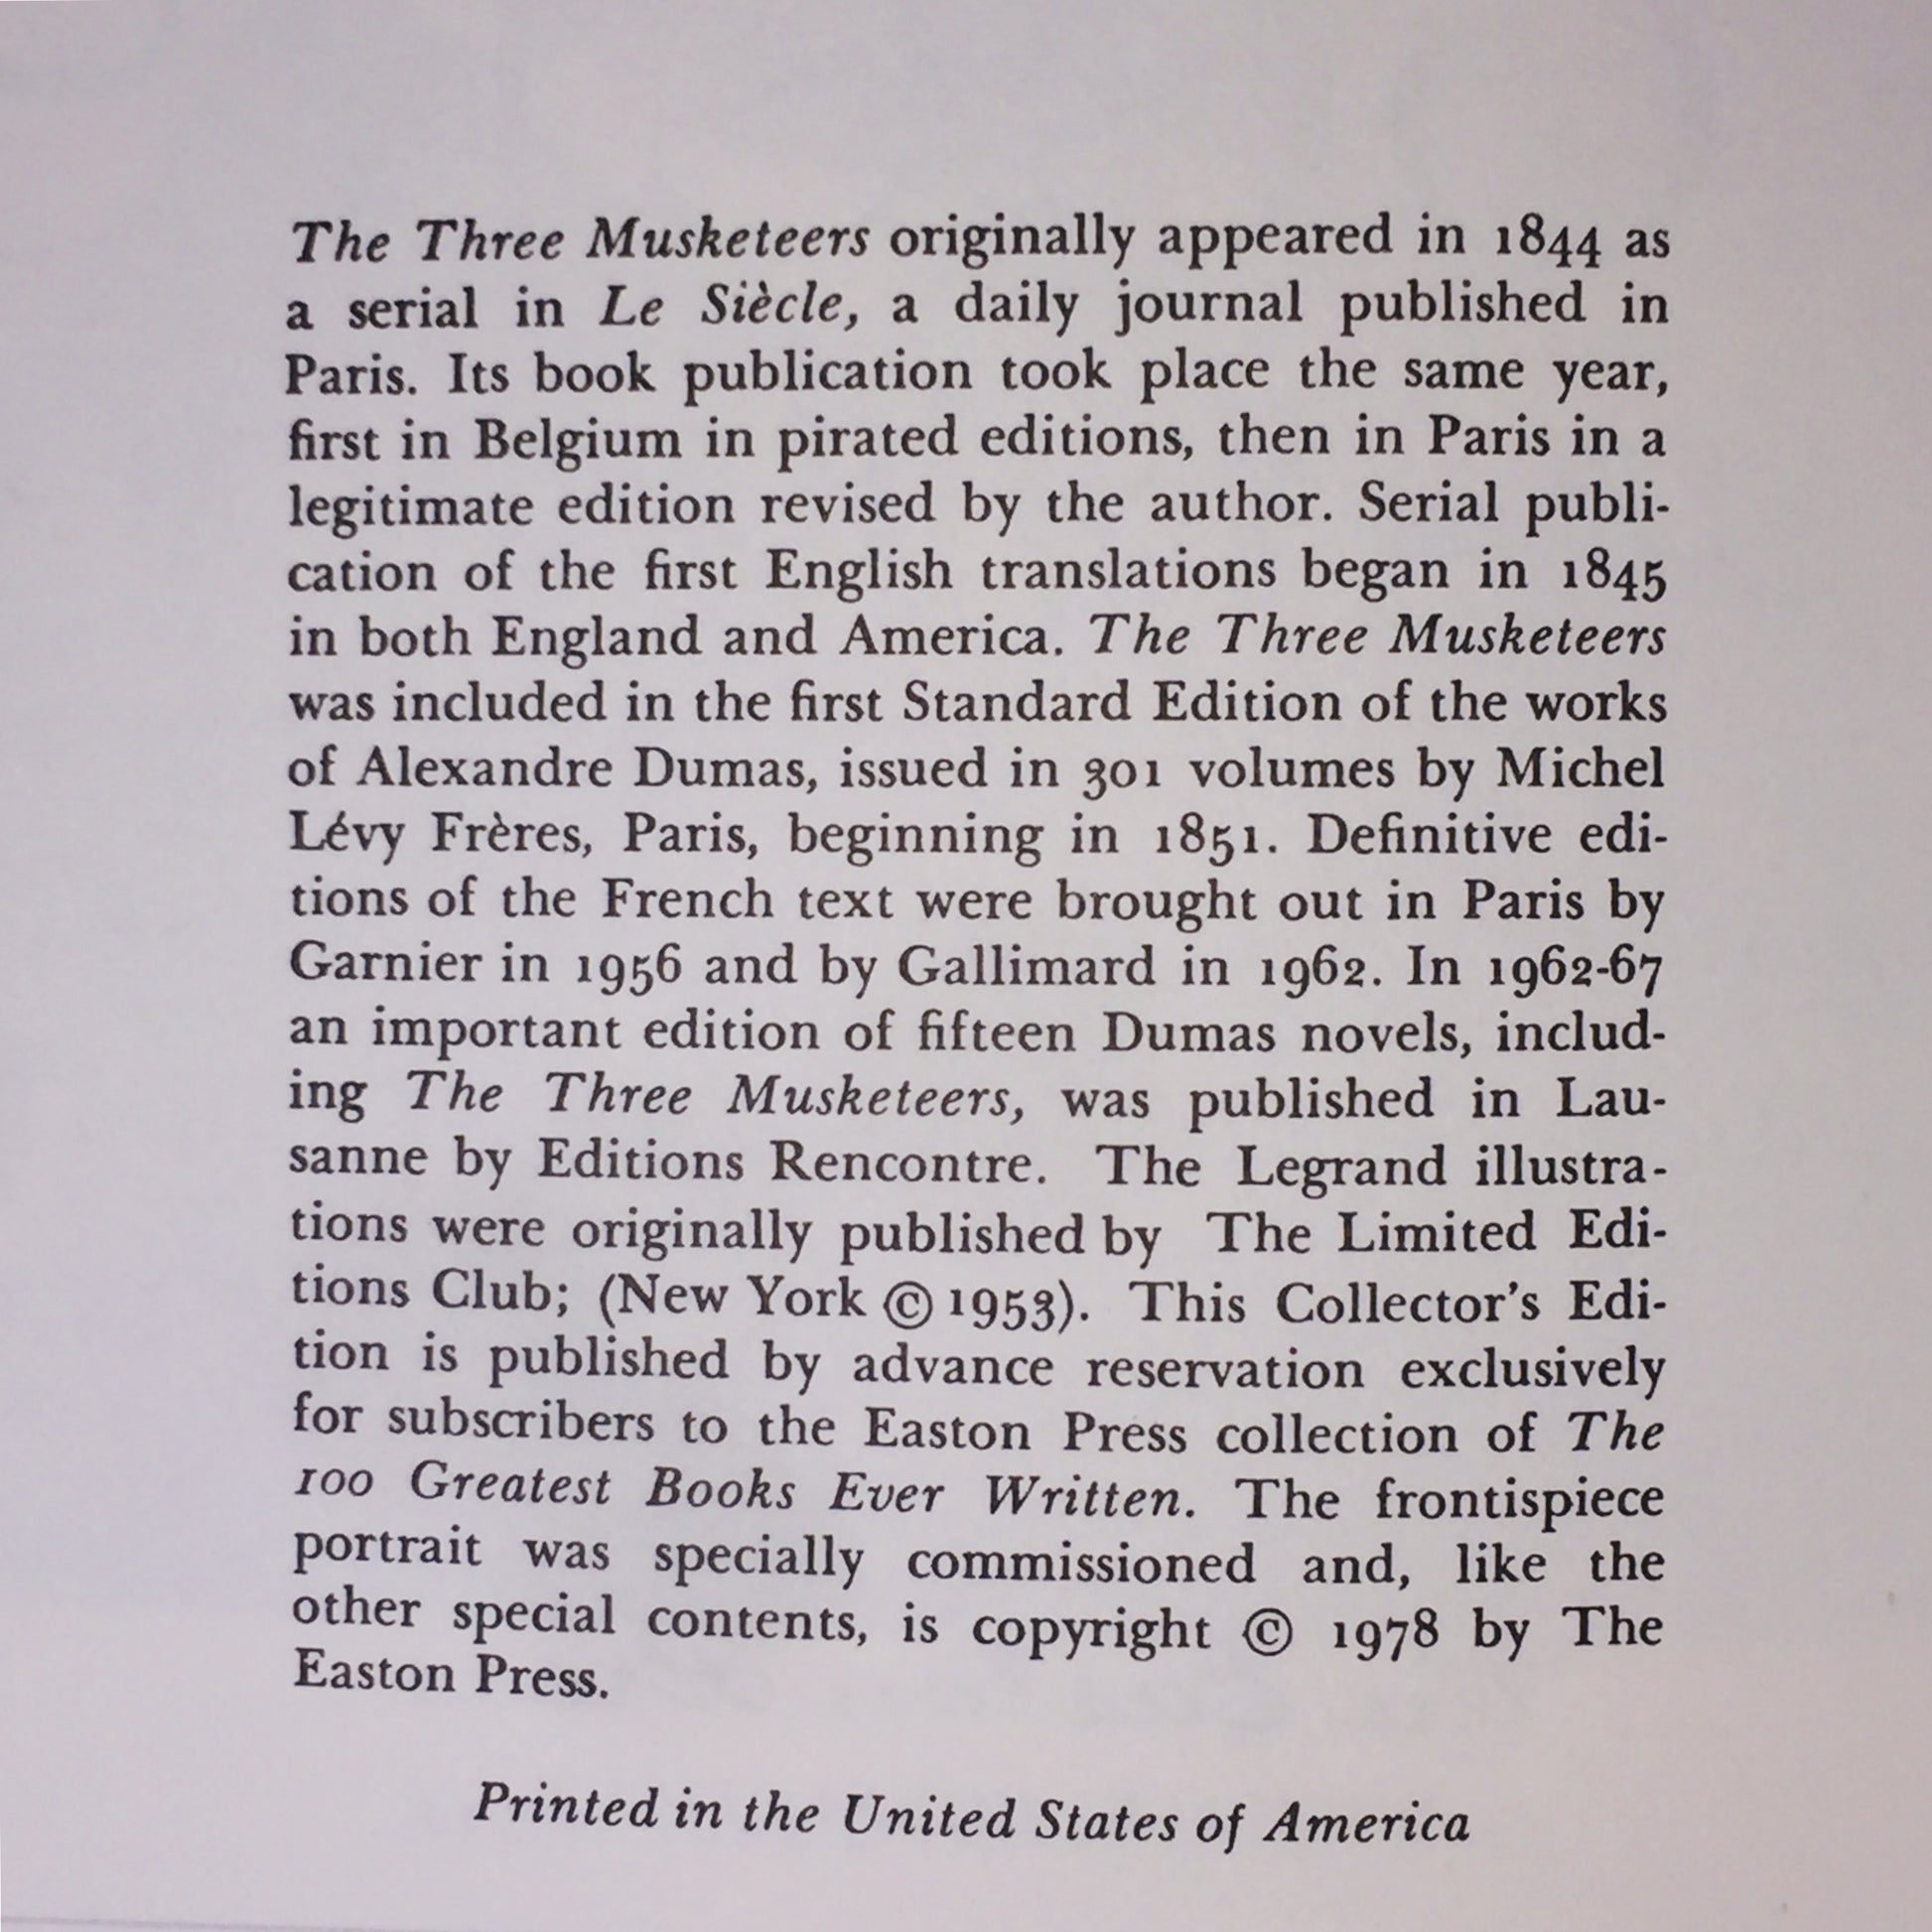 The Three Musketeers originally appeared in 1844 as
a serial in Le Siècle, a daily journal published in
Paris. Its book publication took place the same year,
first in Belgium in pirated editions, then in Paris in a
legitimate edition revised by the author. Serial publi-
cation of the first English translations began in 1845
in both England and America. The Three Musketeers
was included in the first Standard Edition of the works
of Alexandre Dumas, issued in 301 volumes by Michel
Lévy Frères, Paris, beginning in 1851. Definitive edi-
tions of the French text were brought out in Paris by
Garnier in 1956 and by Gallimard in 1962. In 1962-67
an important edition of fifteen Dumas novels, includ-
ing The Three Musketeers, was published in Lau-
sanne by Editions Rencontre. The Legrand illustra-
tions were originally published by The Limited Edi-
tions Club; (New York © 1953). This Collector's Edi-
tion is published by advance reservation exclusively
for subscribers to the Easton Press collection of The
100 Greatest Books Ever Written. The frontispiece
portrait was specially commissioned and, like the
other special contents, is copyright © 1978 by The
Easton Press.
Printed in the United States of America